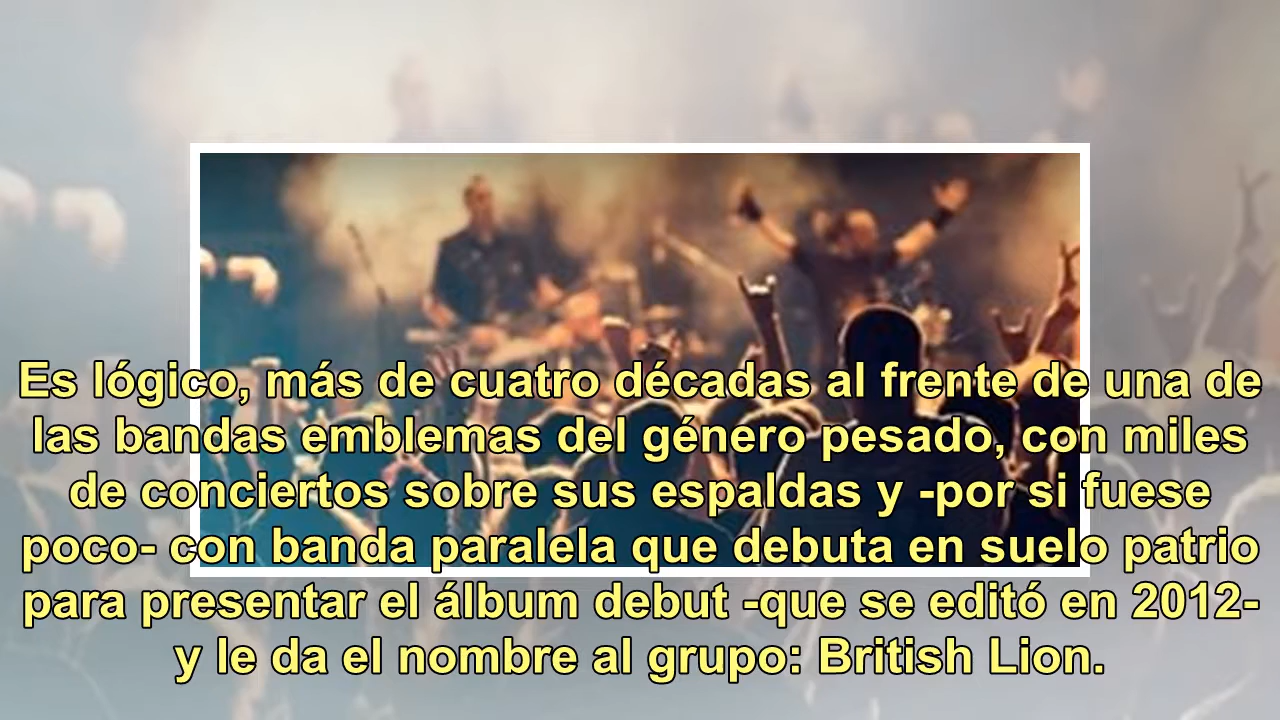 Es lógico, más de cuatro décadas al frente de una de
las bandas emblemas del género pesado, con miles
de conciertos sobre sus espaldas y -por si fuese
poco- con banda paralela que debuta en suelo patrio
para presentar el álbum debut -que se editó en 2012-
y le da el nombre al grupo: British Lion.